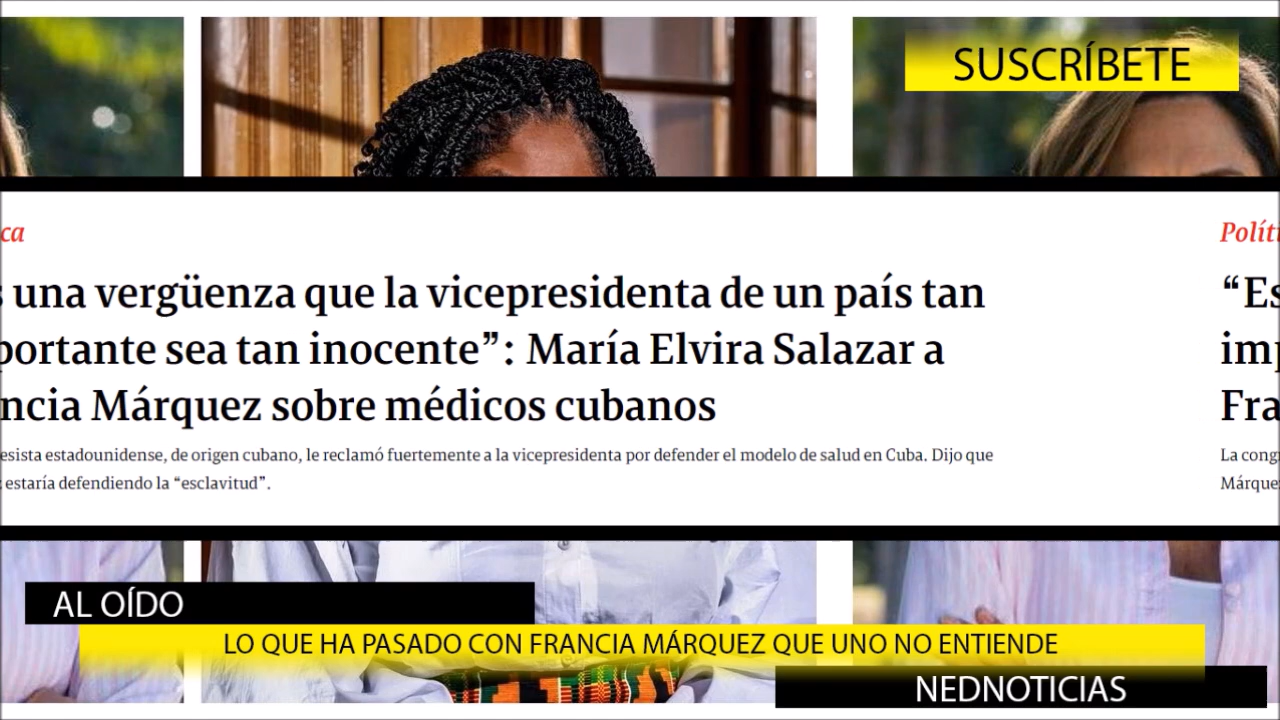 SUSCRÍBETE
ca
una vergüenza que la vicepresidenta de un país tan
portante sea tan inocente”: María Elvira Salazar a
ncia Márquez sobre médicos cubanos
esista estadounidense, de origen cubano, le reclamó fuertemente a la vicepresidenta por defender el modelo de salud en Cuba. Dijo que
estaría defendiendo la “esclavitud”.
Políti
“Es
imp
Fra
La cong
Márque
AL OÍDO
LO QUE HA PASADO CON FRANCIA MÁRQUEZ QUE UNO NO ENTIENDE
NEDNOTICIAS